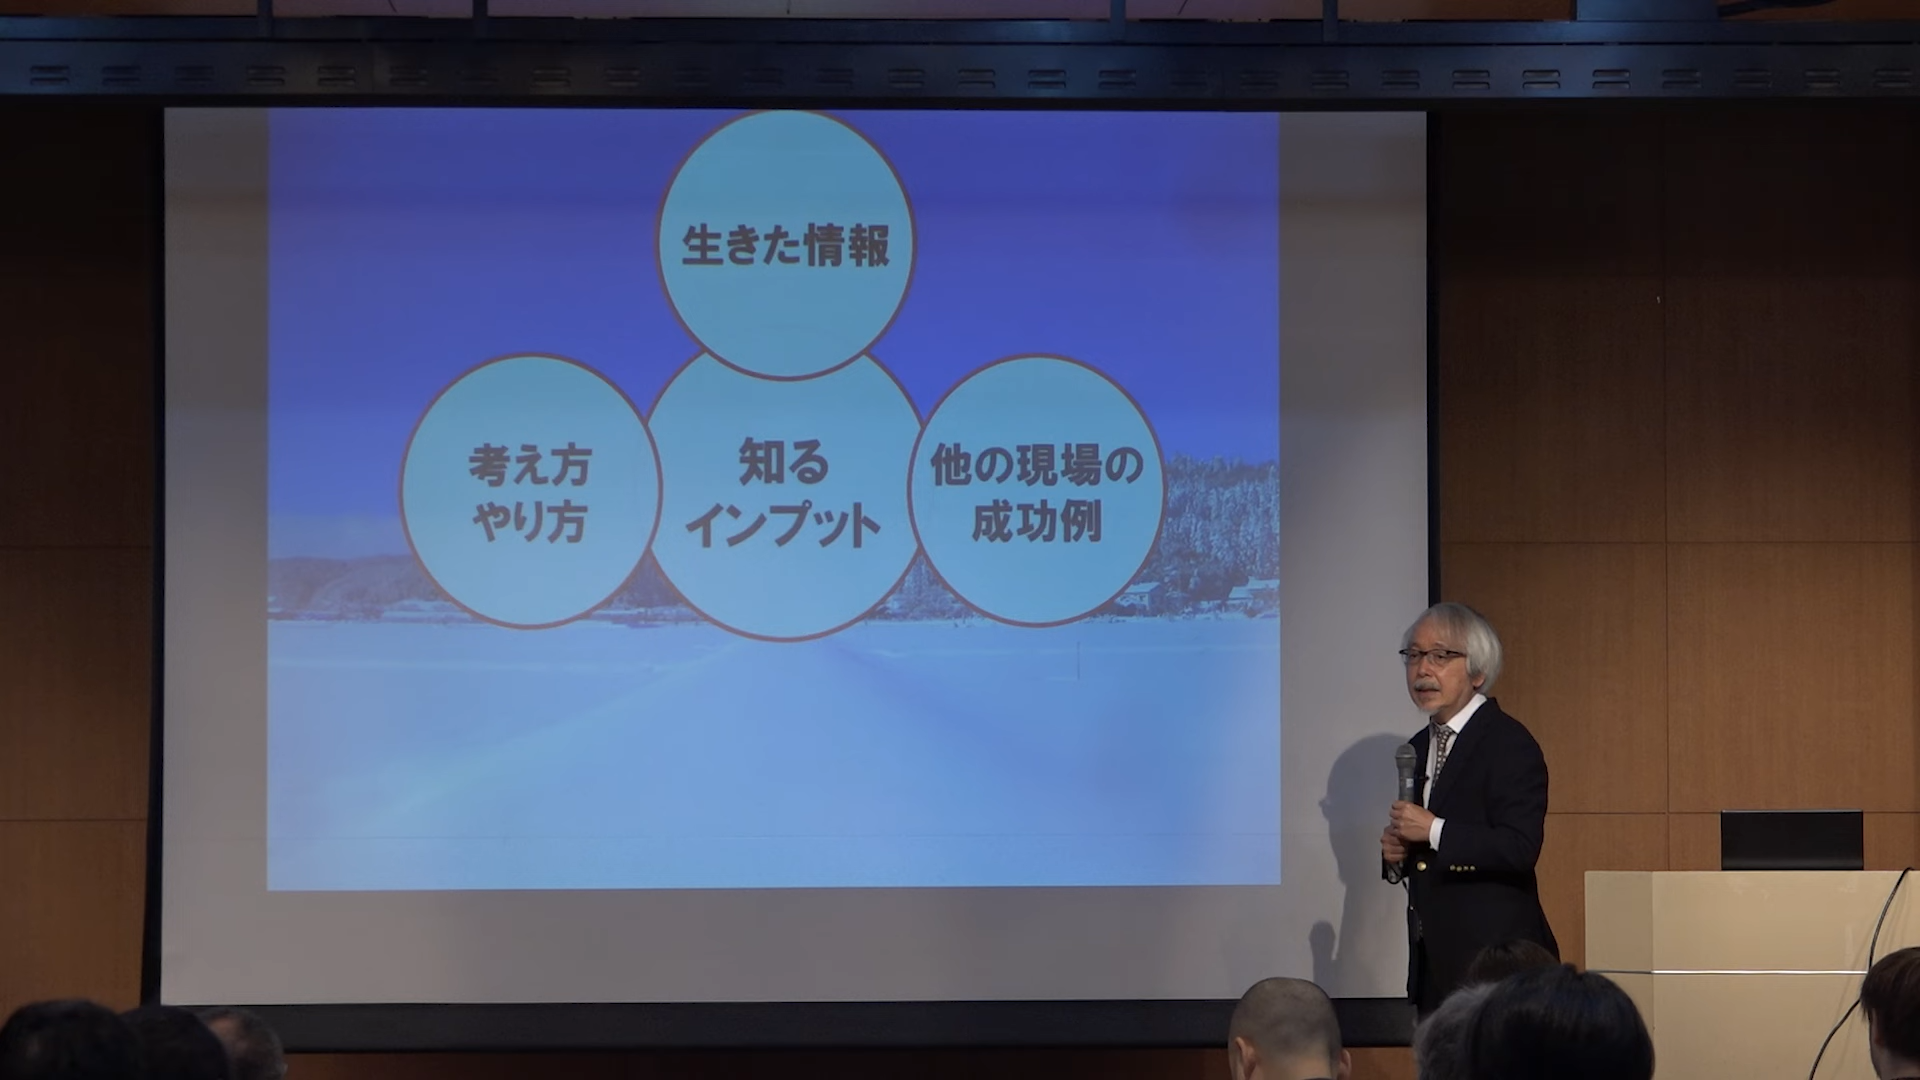 生きた情報
考え方
やり方
知る
インプット
他の現場の
成功例